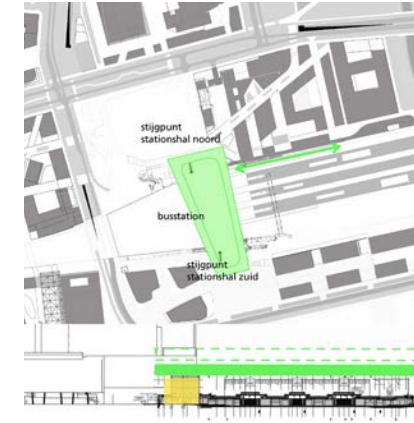 stijgpunt
stationshal noord
busstation
stijgpunt
stationshal zuid